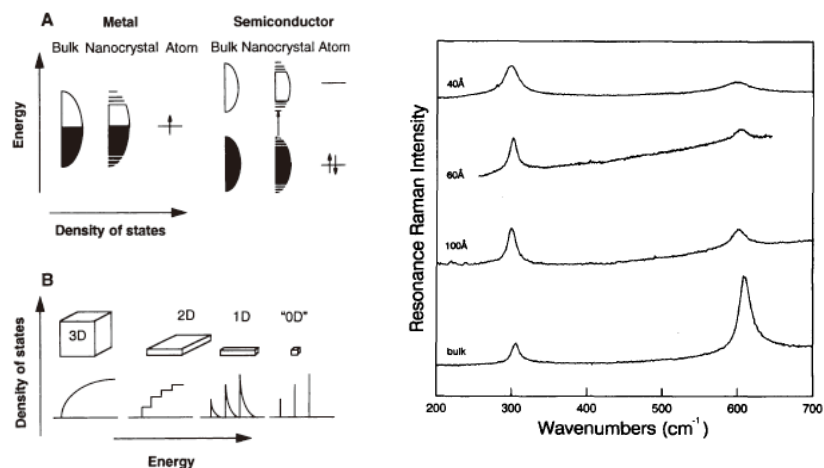 A
Metal
Semiconductor
Bulk Nanocrystal Atom
Bulk Nanocrystal Atom
Energy
Density of states
B
3D
2D
1D
"0D"
Density of states
Energy
Resonance Raman Intensity
40Å
60Å
100Å
bulk
200 300 400 500 600 700
Wavenumbers (cm⁻¹)